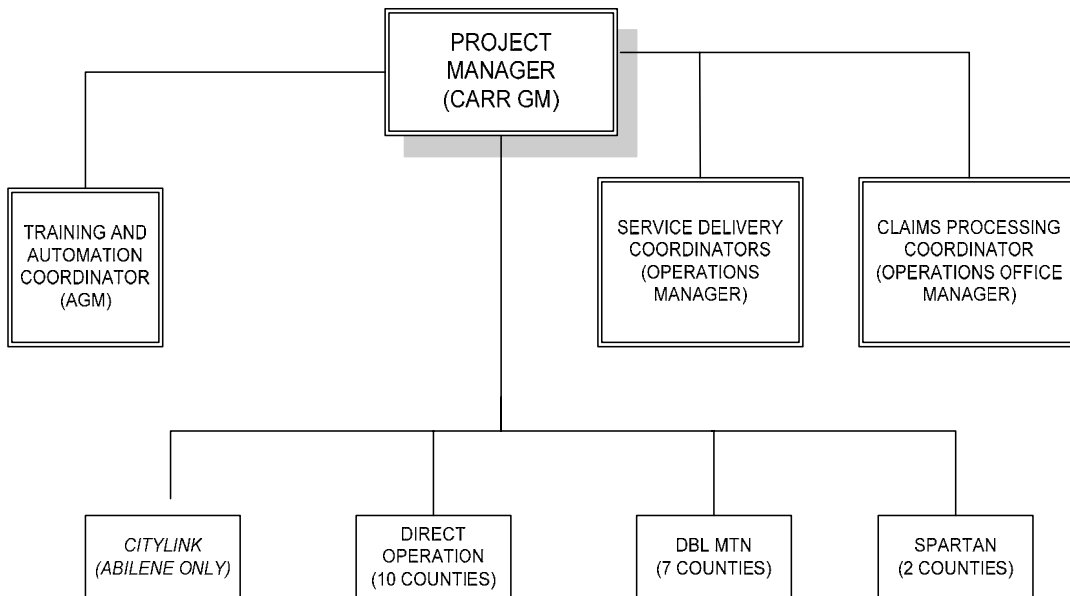 PROJECT
MANAGER
(CARR GM)
TRAINING AND
AUTOMATION
COORDINATOR
(AGM)
SERVICE DELIVERY
COORDINATORS
(OPERATIONS
MANAGER)
CLAIMS PROCESSING
COORDINATOR
(OPERATIONS OFFICE
MANAGER)
CITYLINK
(ABILENE ONLY)
DIRECT
OPERATION
(10 COUNTIES)
DBL MTN
(7 COUNTIES)
SPARTAN
(2 COUNTIES)